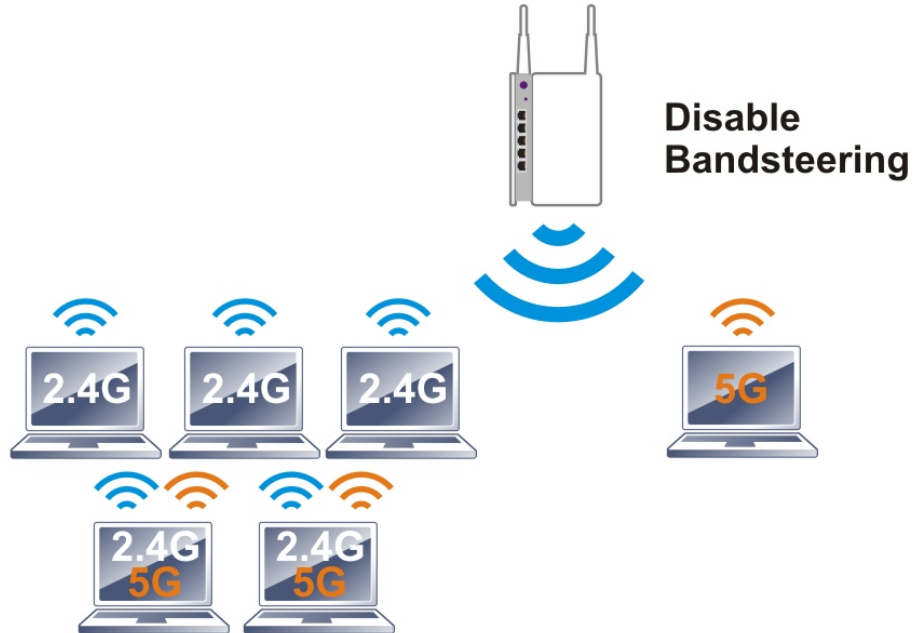 Disable
Bandsteering
2.4G 2.4G 2.4G 5G
2.4G 2.4G
5G 5G